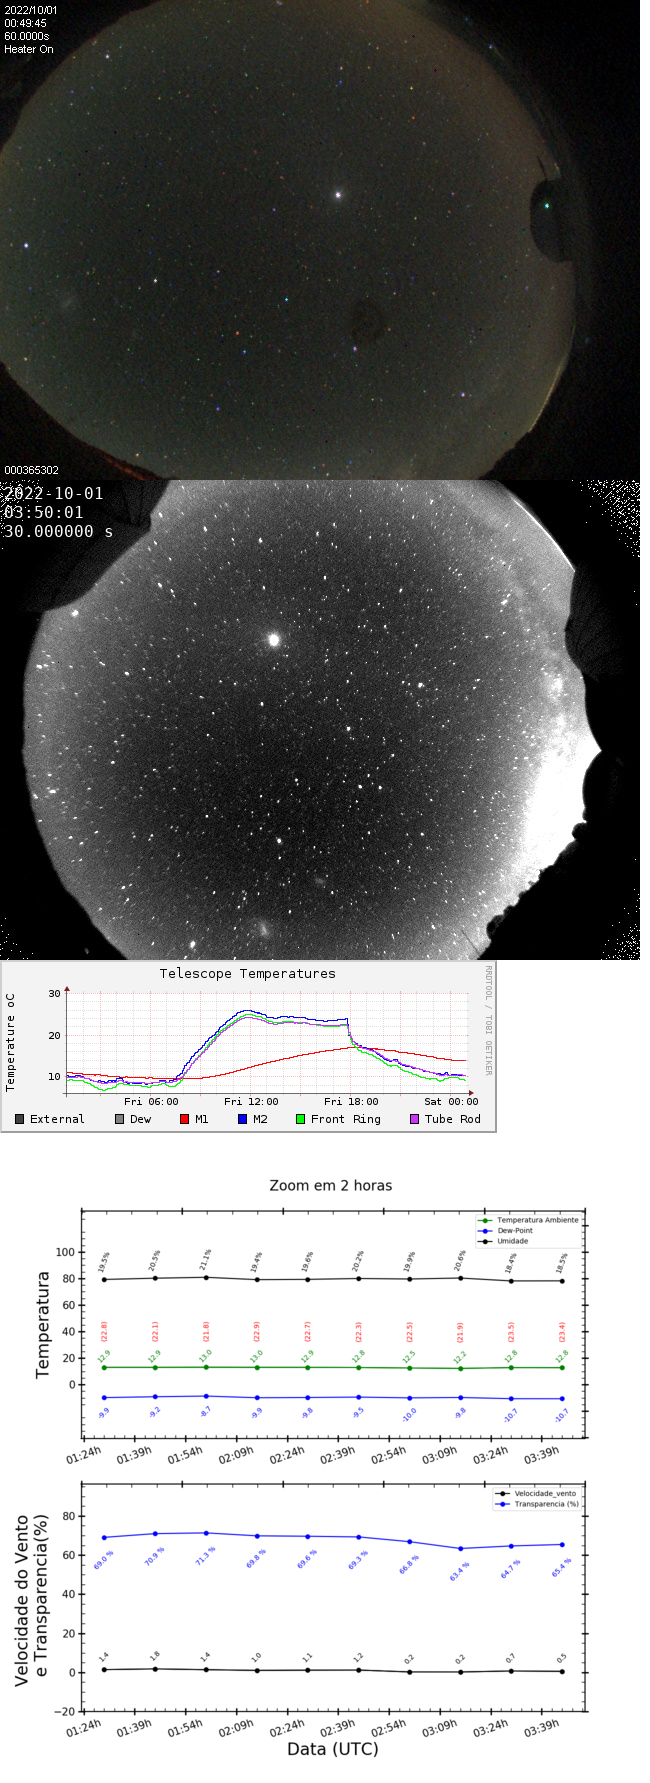 2022/10/01
00:49:45
60.0000s
Heater On
000365302
2022-10-01
03:50:01
30.000000 s
Telescope Temperatures
RRDTOOL / TOBI OETIKER
Temperature oC
30
20
10
Fri 06:00 Fri 12:00 Fri 18:00 Sat 00:00
External Dew M1 M2 Front Ring Tube Rod
Zoom em 2 horas
Temperatura Ambiente
Dew-Point
Umidade
Temperatura
100
80
60
40
20
0
19.5% 20.5% 21.1% 19.4% 19.6% 20.2% 19.9% 20.6% 18.4% 18.5%
(22.8) (22.1) (21.8) (22.9) (22.7) (22.3) (22.5) (21.9) (23.5) (23.4)
12.9 12.9 13.0 13.0 12.9 12.8 12.5 12.2 12.8 12.8
-9.9 -9.2 -8.7 -9.9 -9.8 -9.5 -10.0 -9.8 -10.7 -10.7
01:24h 01:39h 01:54h 02:09h 02:24h 02:39h 02:54h 03:09h 03:24h 03:39h
Velocidade_vento
Transparencia (%)
Velocidade do Vento
e Transparencia(%)
80
60
40
20
0
−20
69.0 % 70.9 % 71.3 % 69.8 % 69.6 % 69.3 % 66.8 % 63.4 % 64.7 % 65.4 %
1.4 1.8 1.4 1.0 1.1 1.2 0.2 0.2 0.7 0.5
01:24h 01:39h 01:54h 02:09h 02:24h 02:39h 02:54h 03:09h 03:24h 03:39h
Data (UTC)